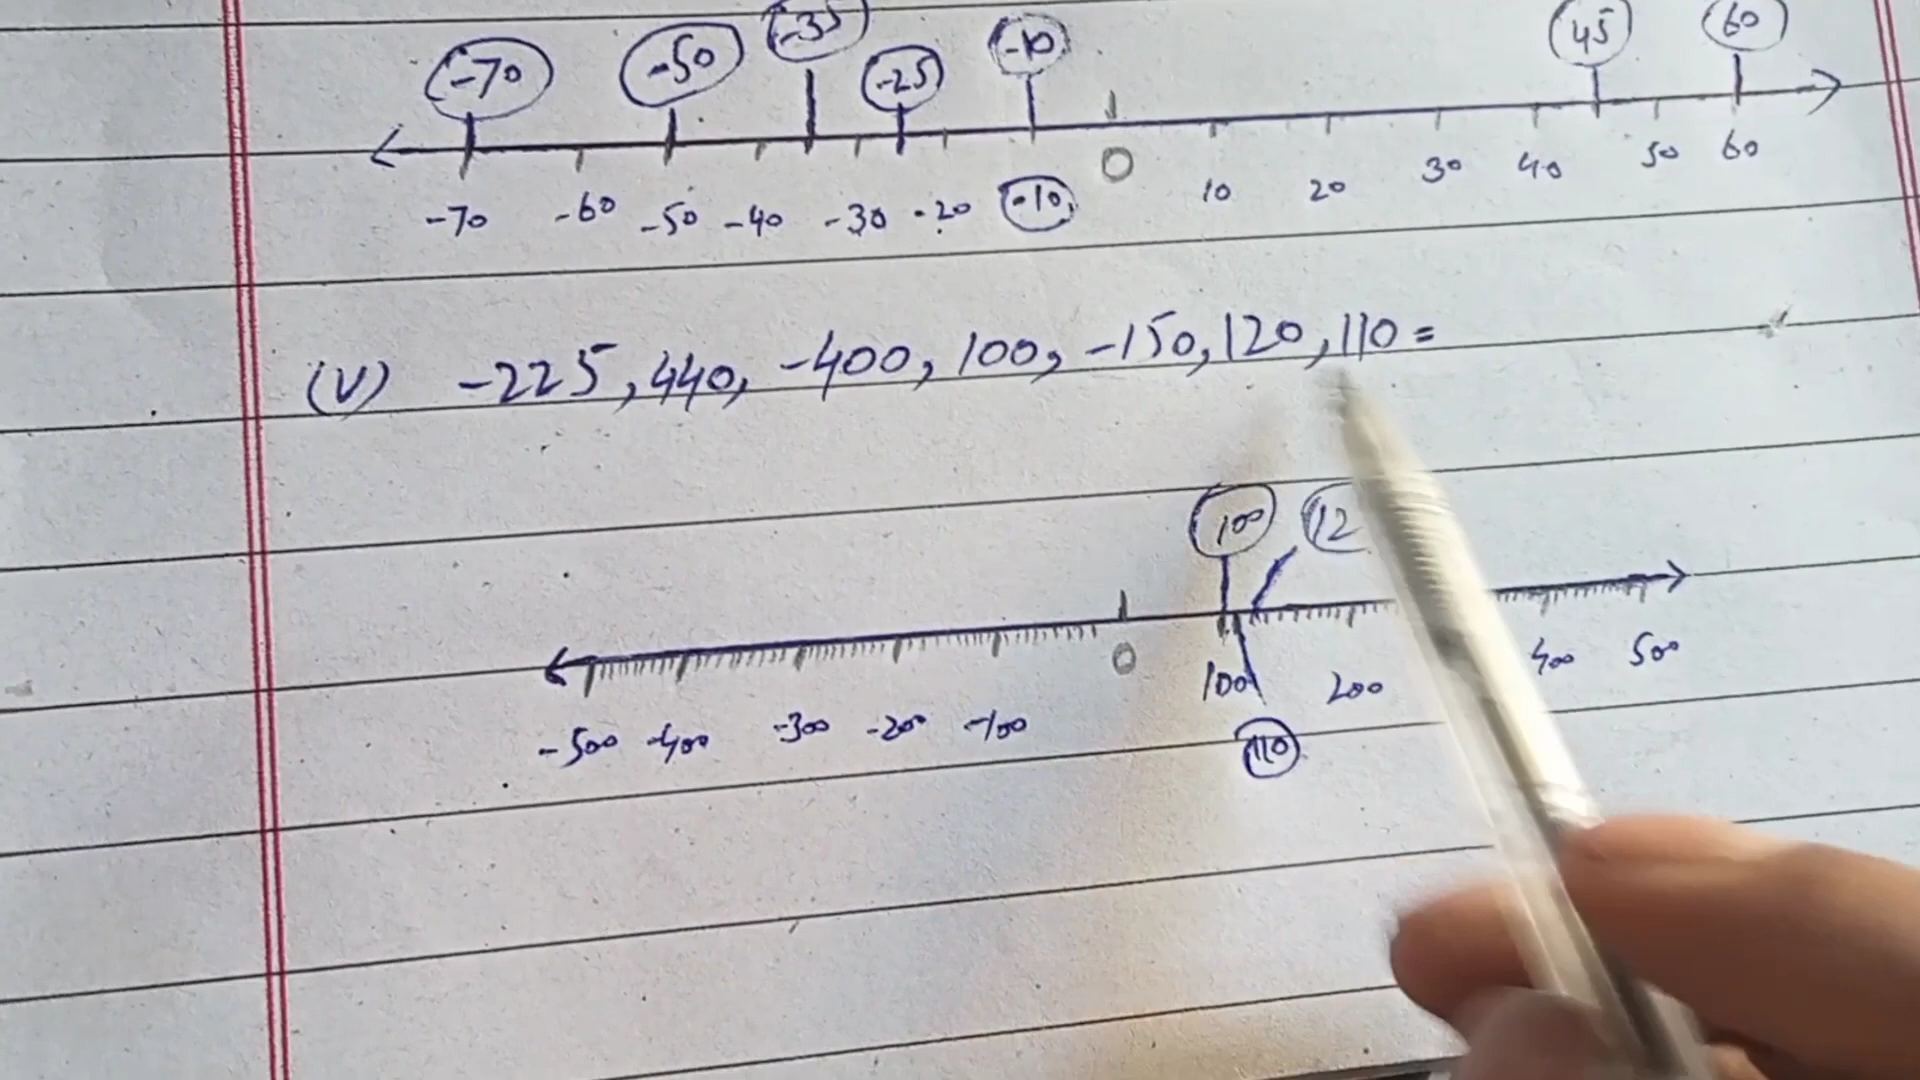 -70 -50 -35 -25 -10 45 60
0
-70 -60 -50 -40 -30 -20 -10 10 20 30 40 50 60
(V) -225, 440, -400, 100, -150, 120, 110 =
100 12
0
-500 -400 -300 -200 -100 100 200 400 500
110